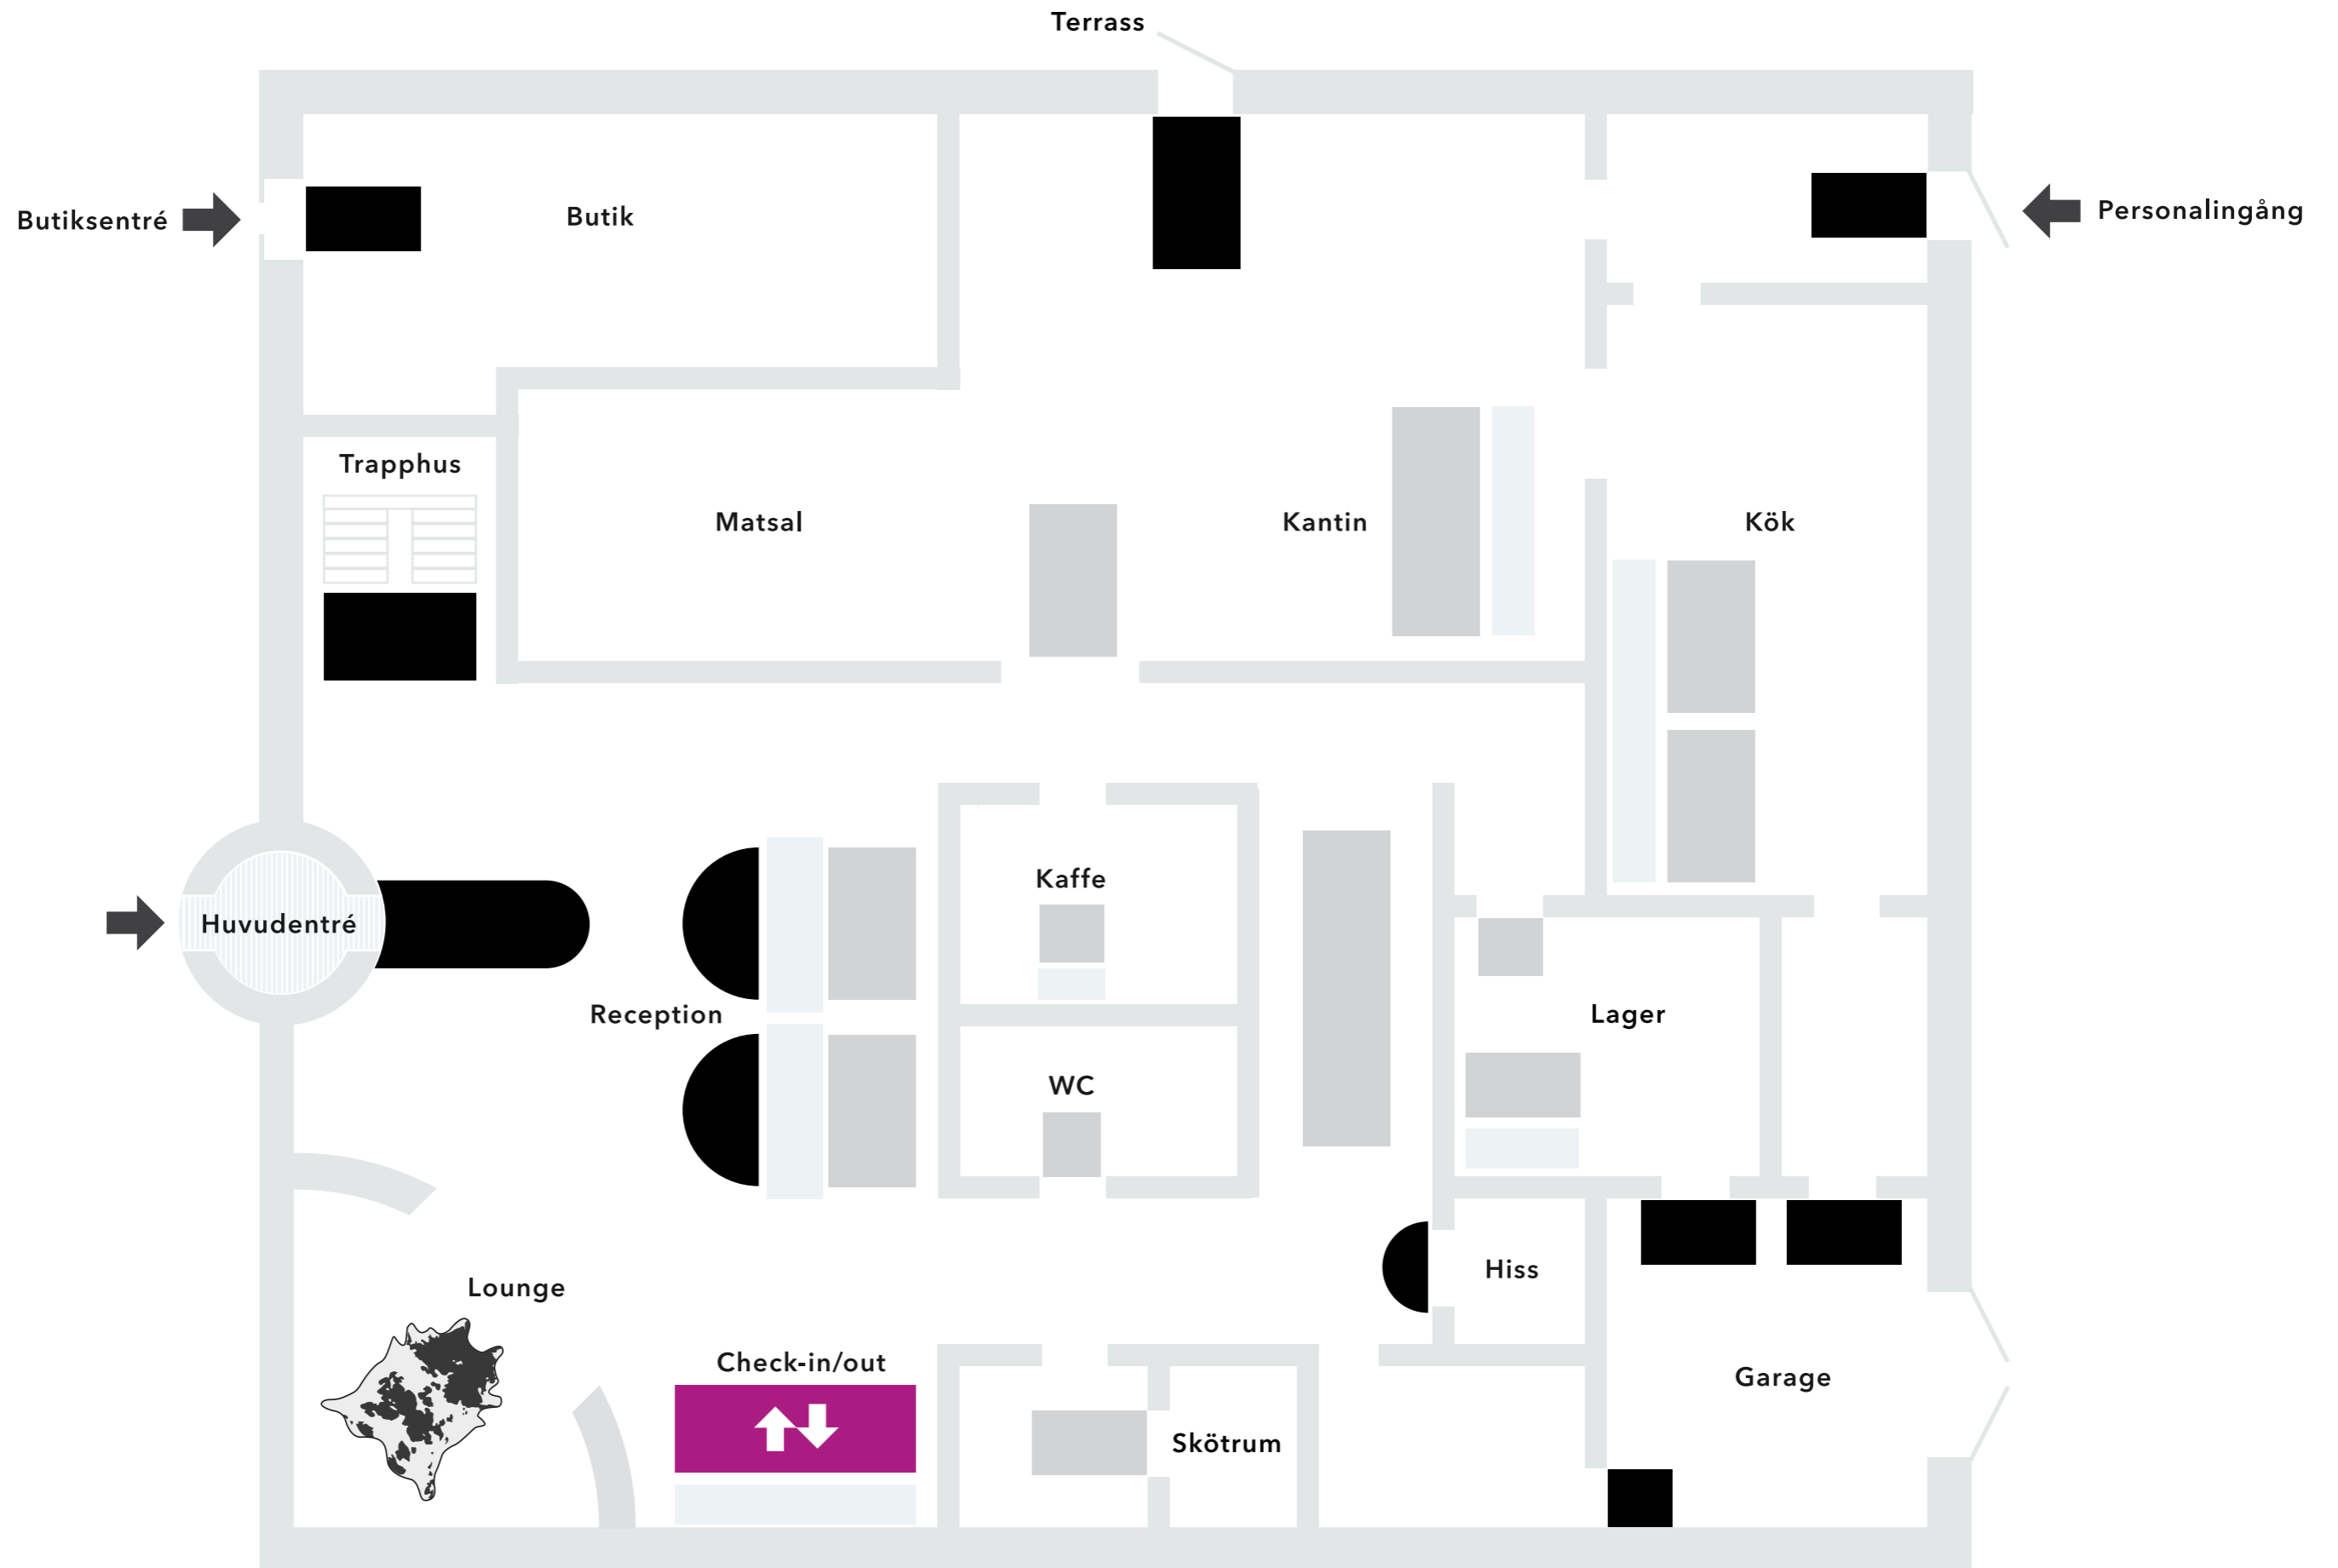 Terrass
Butiksentré
Butik
Personalingång
Trapphus
Matsal
Kantin
Kök
Kaffe
Huvudentré
Reception
Lager
WC
Hiss
Lounge
Check-in/out
Garage
Skötrum